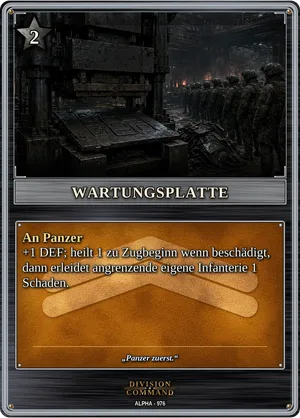 2
WARTUNGSPLATTE
An Panzer
+1 DEF; heilt 1 zu Zugbeginn wenn beschädigt,
dann erleidet angrenzende eigene Infanterie 1
Schaden.
„Panzer zuerst.“
DIVISION
COMMAND
ALPHA - 976